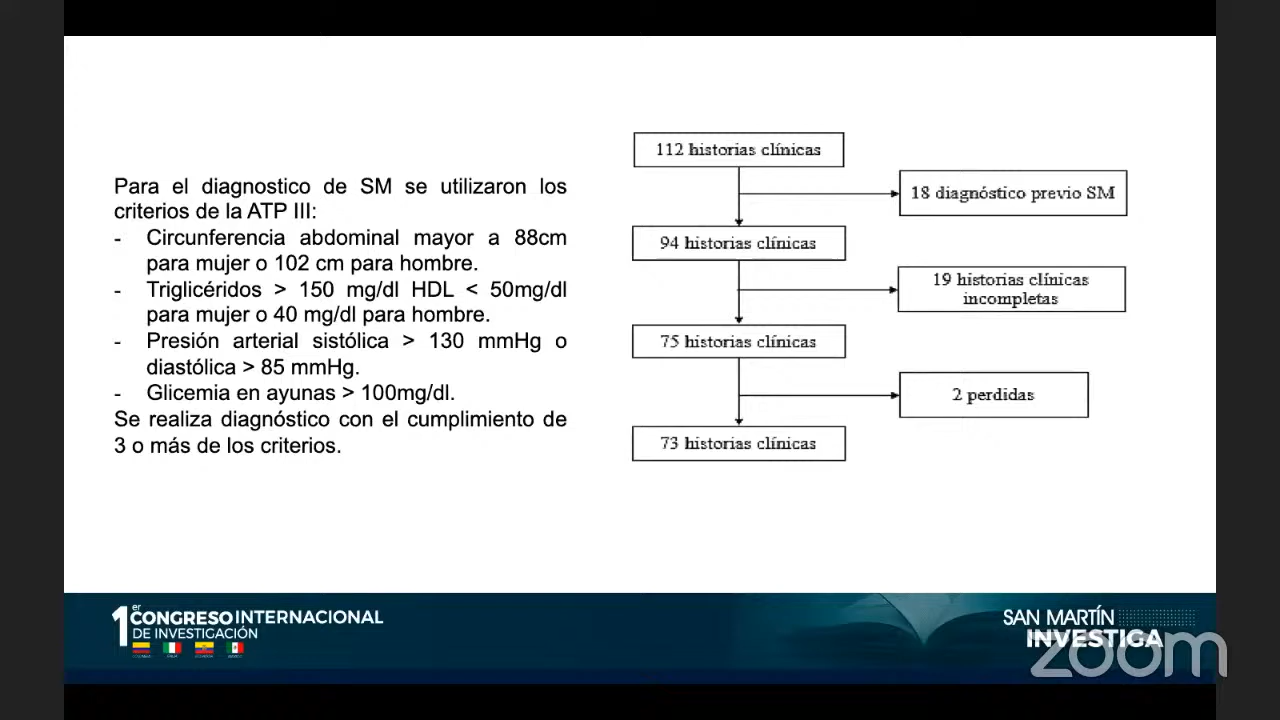 Para el diagnostico de SM se utilizaron los
criterios de la ATP III:
- Circunferencia abdominal mayor a 88cm
para mujer o 102 cm para hombre.
- Triglicéridos > 150 mg/dl HDL < 50mg/dl
para mujer o 40 mg/dl para hombre.
- Presión arterial sistólica > 130 mmHg o
diastólica > 85 mmHg.
- Glicemia en ayunas > 100mg/dl.
Se realiza diagnóstico con el cumplimiento de
3 o más de los criterios.
112 historias clínicas
18 diagnóstico previo SM
94 historias clínicas
19 historias clínicas
incompletas
75 historias clínicas
2 perdidas
73 historias clínicas
1er CONGRESO INTERNACIONAL
DE INVESTIGACIÓN
SAN MARTÍN
INVESTIGA
zoom